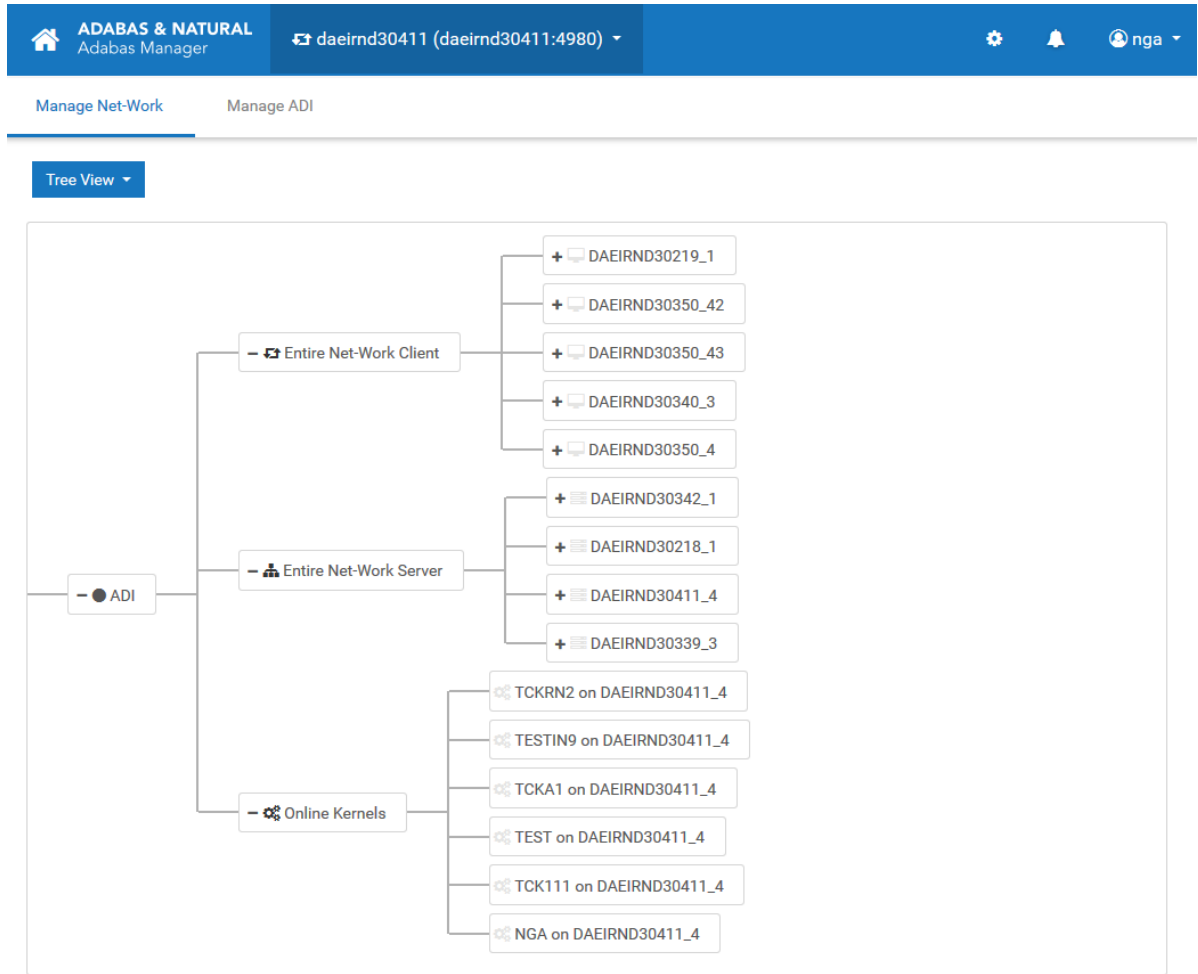 ADABAS & NATURAL
Adabas Manager
daeirnd30411 (daeirnd30411:4980)
nga
Manage Net-Work
Manage ADI
Tree View
DAEIRND30219_1
DAEIRND30350_42
Entire Net-Work Client
DAEIRND30350_43
DAEIRND30340_3
DAEIRND30350_4
DAEIRND30342_1
DAEIRND30218_1
Entire Net-Work Server
ADI
DAEIRND30411_4
DAEIRND30339_3
TCKRN2 on DAEIRND30411_4
TESTIN9 on DAEIRND30411_4
TCKA1 on DAEIRND30411_4
Online Kernels
TEST on DAEIRND30411_4
TCK111 on DAEIRND30411_4
NGA on DAEIRND30411_4